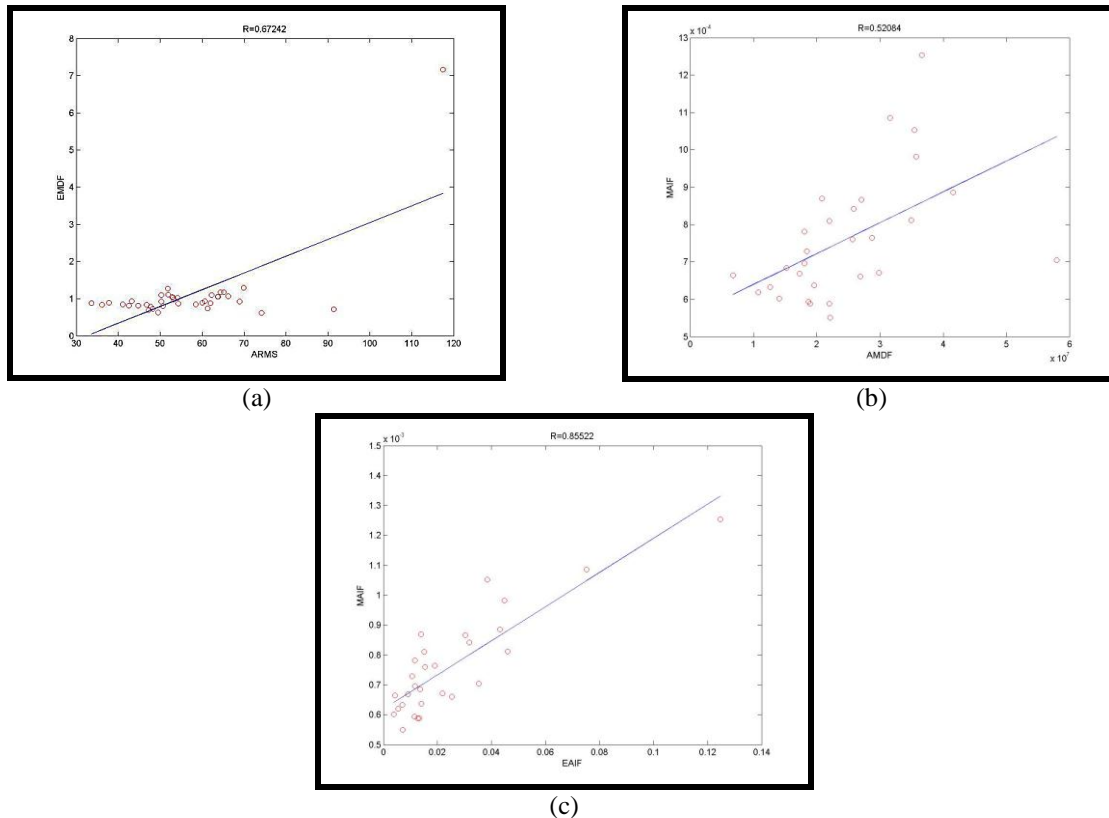 R=0.67242
8
7
6
5
4
3
2
1
0
EMDF
30 40 50 60 70 80 90 100 110 120
ARMS
(a)
R=0.52084
x 10⁻⁴
13
12
11
10
9
8
7
6
5
MAIF
0 1 2 3 4 5 6
AMDF
x 10⁷
(b)
R=0.85522
x 10⁻³
1.5
1.4
1.3
1.2
1.1
1
0.9
0.8
0.7
0.6
0.5
MAIF
0 0.02 0.04 0.06 0.08 0.1 0.12 0.14
EAIF
(c)